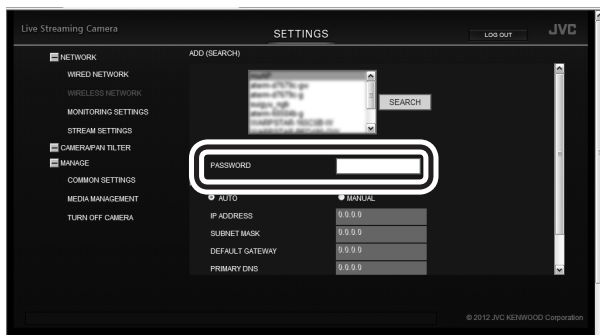 Live Streaming Camera
SETTINGS
LOG OUT
JVC
NETWORK
WIRED NETWORK
WIRELESS NETWORK
MONITORING SETTINGS
STREAM SETTINGS
CAMERA/PAN TILTER
MANAGE
COMMON SETTINGS
MEDIA MANAGEMENT
TURN OFF CAMERA
ADD (SEARCH)
SEARCH
PASSWORD
AUTO
MANUAL
IP ADDRESS 0.0.0.0
SUBNET MASK 0.0.0.0
DEFAULT GATEWAY 0.0.0.0
PRIMARY DNS 0.0.0.0
© 2012 JVC KENWOOD Corporation